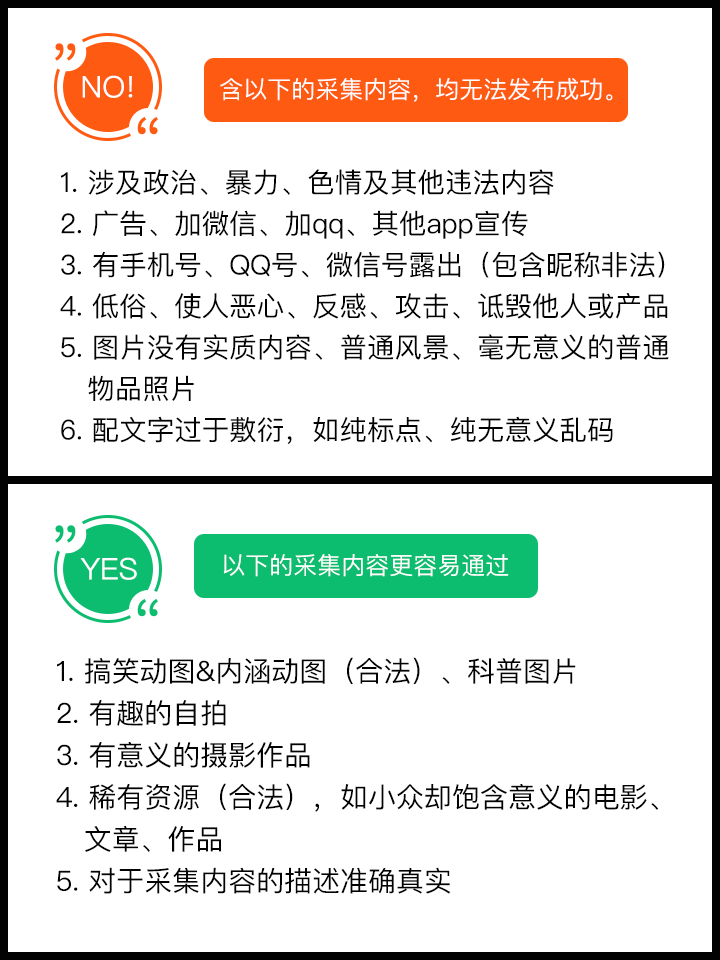 NO!
含以下的采集内容，均无法发布成功。
1. 涉及政治、暴力、色情及其他违法内容
2. 广告、加微信、加qq、其他app宣传
3. 有手机号、QQ号、微信号露出（包含昵称非法）
4. 低俗、使人恶心、反感、攻击、诋毁他人或产品
5. 图片没有实质内容、普通风景、毫无意义的普通
物品照片
6. 配文字过于敷衍，如纯标点、纯无意义乱码
YES
以下的采集内容更容易通过
1. 搞笑动图&内涵动图（合法）、科普图片
2. 有趣的自拍
3. 有意义的摄影作品
4. 稀有资源（合法），如小众却饱含意义的电影、
文章、作品
5. 对于采集内容的描述准确真实